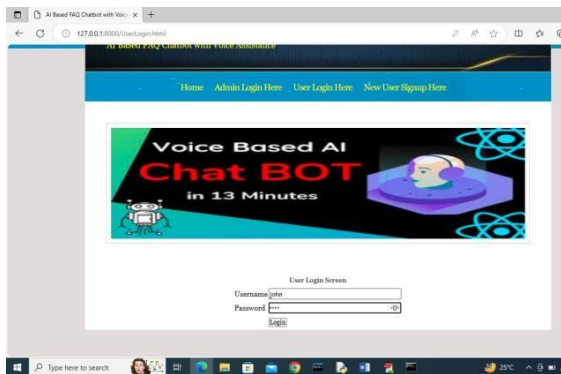 AI Based FAQ Chatbot with Voice
127.0.0.1:8000/UserLogin.html
AI Based FAQ Chatbot with Voice Assistance
Home Admin Login Here User Login Here New User Signup Here
Voice Based AI
Chat BOT
in 13 Minutes
User Login Screen
Username john
Password ••••
Login
Type here to search
25°C